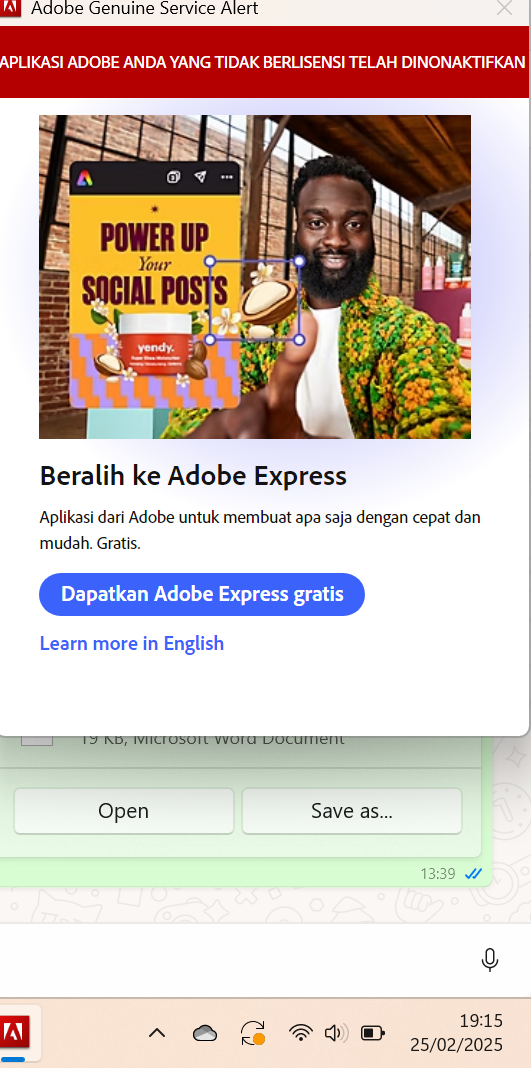 Adobe Genuine Service Alert
APLIKASI ADOBE ANDA YANG TIDAK BERLISENSI TELAH DINONAKTIFKAN
POWER UP
Your
SOCIAL POSTS
yendy.
Beralih ke Adobe Express
Aplikasi dari Adobe untuk membuat apa saja dengan cepat dan
mudah. Gratis.
Dapatkan Adobe Express gratis
Learn more in English
19 KB, Microsoft Word Document
Open
Save as...
13:39
19:15
25/02/2025